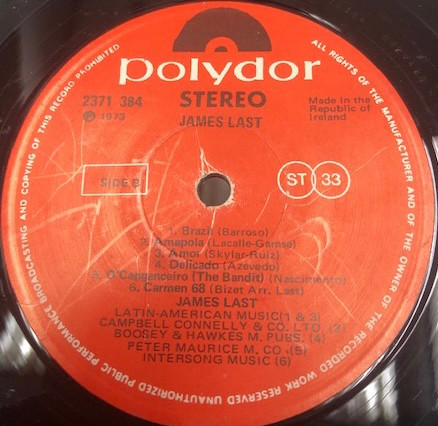 polydor
2371 384
STEREO
Made in the
Republic of
Ireland
℗ 1973
JAMES LAST
SIDE B
ST 33
1. Brazil (Barroso)
2. Amapola (Lacalle-Gamse)
3. Amor (Skylar-Ruiz)
4. Delicado (Azevedo)
5. O'Canganceiro (The Bandit) (Nascimento)
6. Carmen 68 (Bizet Arr. Last)
JAMES LAST
LATIN-AMERICAN MUSIC(1 & 3)
CAMPBELL CONNELLY & CO. LTD. (2)
BOOSEY & HAWKES M. PUBS. (4)
PETER MAURICE M. CO. (5)
INTERSONG MUSIC (6)
ALL RIGHTS OF THE MANUFACTURER AND OF THE OWNER OF THE RECORDED WORK RESERVED UNAUTHORIZED PUBLIC PERFORMANCE BROADCASTING AND COPYING OF THIS RECORD PROHIBITED